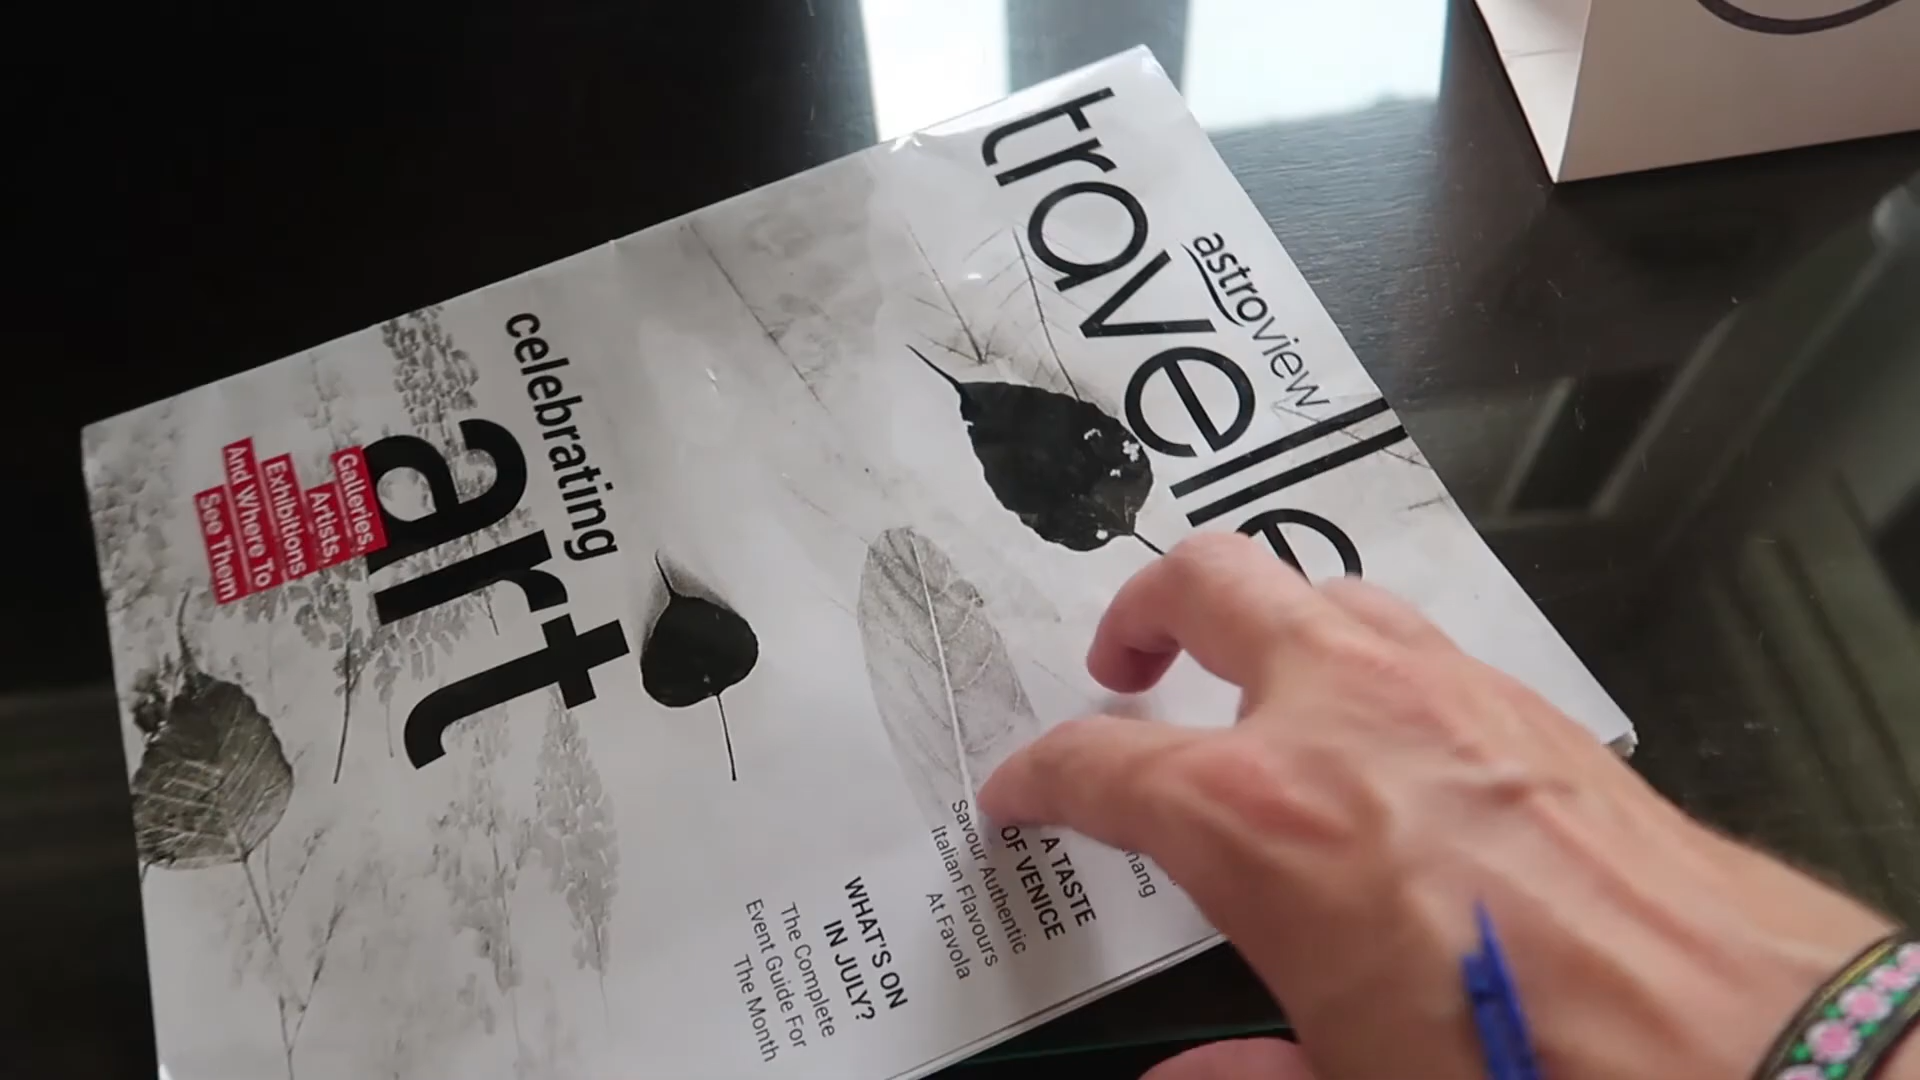 astroview
travelle
celebrating
art
Galleries,
Artists,
Exhibitions
And Where To
See Them
A TASTE
OF VENICE
Savour Authentic
Italian Flavours
At Favola
WHAT'S ON
IN JULY?
The Complete
Event Guide For
The Month